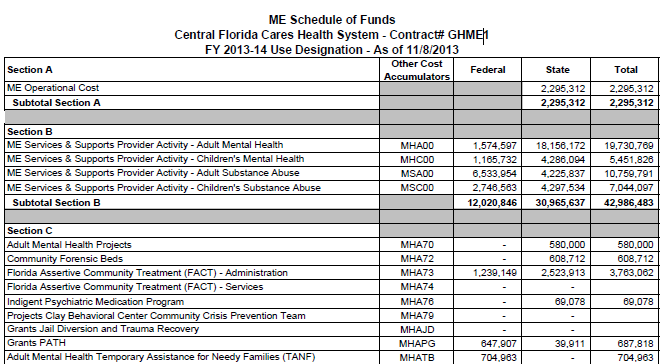 ME Schedule of Funds
Central Florida Cares Health System - Contract# GHME1
FY 2013-14 Use Designation - As of 11/8/2013
Section A Other Cost Accumulators Federal State Total
ME Operational Cost 2,295,312 2,295,312
Subtotal Section A 2,295,312 2,295,312
Section B
ME Services & Supports Provider Activity - Adult Mental Health MHA00 1,574,597 18,156,172 19,730,769
ME Services & Supports Provider Activity - Children's Mental Health MHC00 1,165,732 4,286,094 5,451,826
ME Services & Supports Provider Activity - Adult Substance Abuse MSA00 6,533,954 4,225,837 10,759,791
ME Services & Supports Provider Activity - Children's Substance Abuse MSC00 2,746,563 4,297,534 7,044,097
Subtotal Section B 12,020,846 30,965,637 42,986,483
Section C
Adult Mental Health Projects MHA70 - 580,000 580,000
Community Forensic Beds MHA72 - 608,712 608,712
Florida Assertive Community Treatment (FACT) - Administration MHA73 1,239,149 2,523,913 3,763,062
Florida Assertive Community Treatment (FACT) - Services MHA74 - - -
Indigent Psychiatric Medication Program MHA76 - 69,078 69,078
Projects Clay Behavioral Center Community Crisis Prevention Team MHA79 - - -
Grants Jail Diversion and Trauma Recovery MHAJD - - -
Grants PATH MHAPG 647,907 39,911 687,818
Adult Mental Health Temporary Assistance for Needy Families (TANF) MHATB 704,963 - 704,963